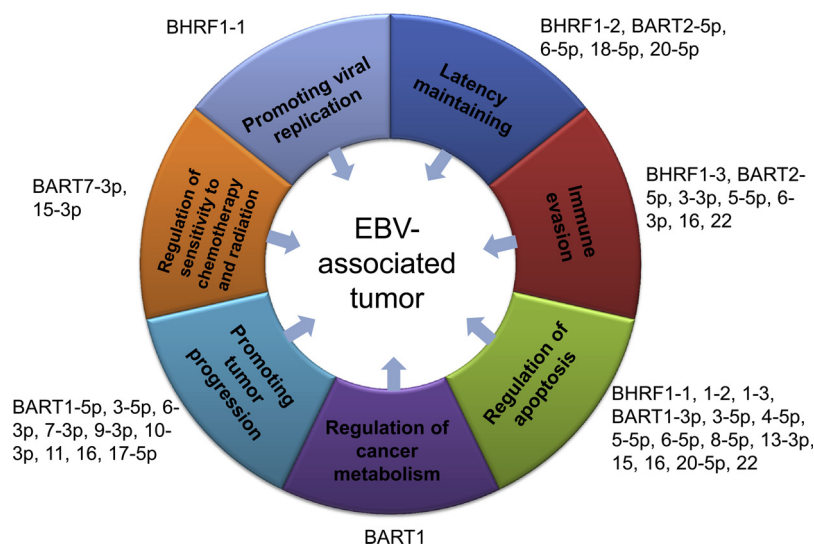 BHRF1-1
BHRF1-2, BART2-5p,
6-5p, 18-5p, 20-5p
Promoting viral
replication
Latency
maintaining
BART7-3p,
15-3p
Regulation of
sensitivity to
chemotherapy
and radiation
Immune
evasion
BHRF1-3, BART2-
5p, 3-3p, 5-5p, 6-
3p, 16, 22
EBV-
associated
tumor
BART1-5p, 3-5p, 6-
3p, 7-3p, 9-3p, 10-
3p, 11, 16, 17-5p
Promoting
tumor
progression
Regulation of
cancer
metabolism
Regulation of
apoptosis
BHRF1-1, 1-2, 1-3,
BART1-3p, 3-5p, 4-5p,
5-5p, 6-5p, 8-5p, 13-3p,
15, 16, 20-5p, 22
BART1